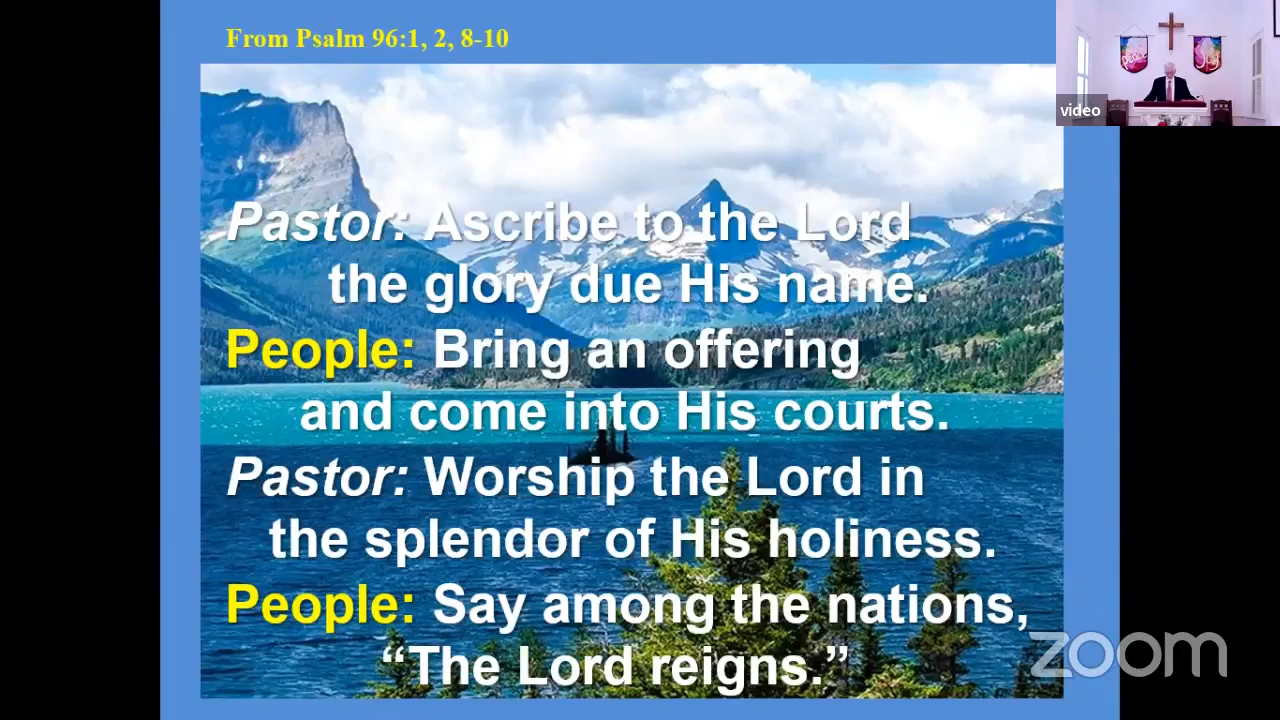 From Psalm 96:1, 2, 8-10
Pastor: Ascribe to the Lord
the glory due His name.
People: Bring an offering
and come into His courts.
Pastor: Worship the Lord in
the splendor of His holiness.
People: Say among the nations,
“The Lord reigns.”
video
zoom